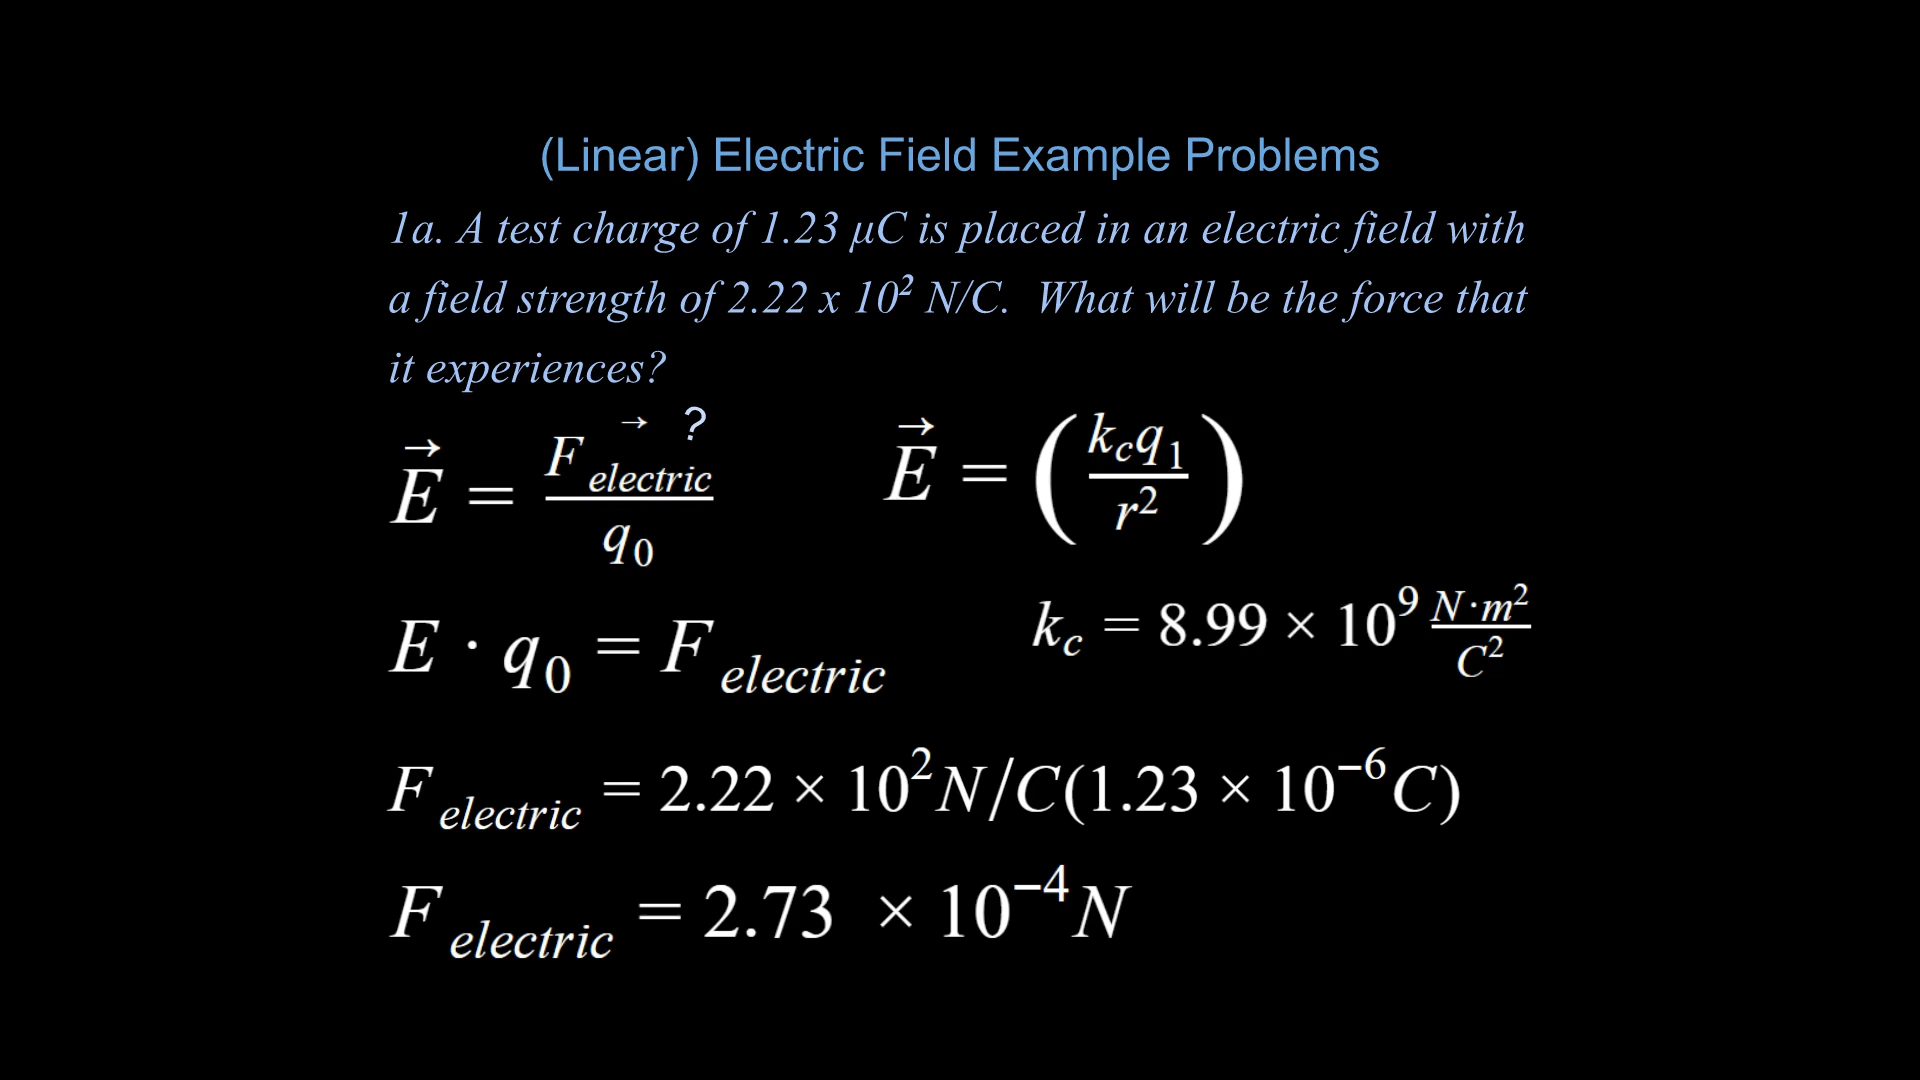 (Linear) Electric Field Example Problems
1a. A test charge of 1.23 μC is placed in an electric field with
a field strength of 2.22 x 10² N/C.  What will be the force that
it experiences?
→ → ?
E = F electric / q₀
→
E = (k_c q₁ / r²)
E · q₀ = F electric
k_c = 8.99 × 10⁹ N·m² / C²
F electric = 2.22 × 10² N/C(1.23 × 10⁻⁶ C)
F electric = 2.73 × 10⁻⁴ N